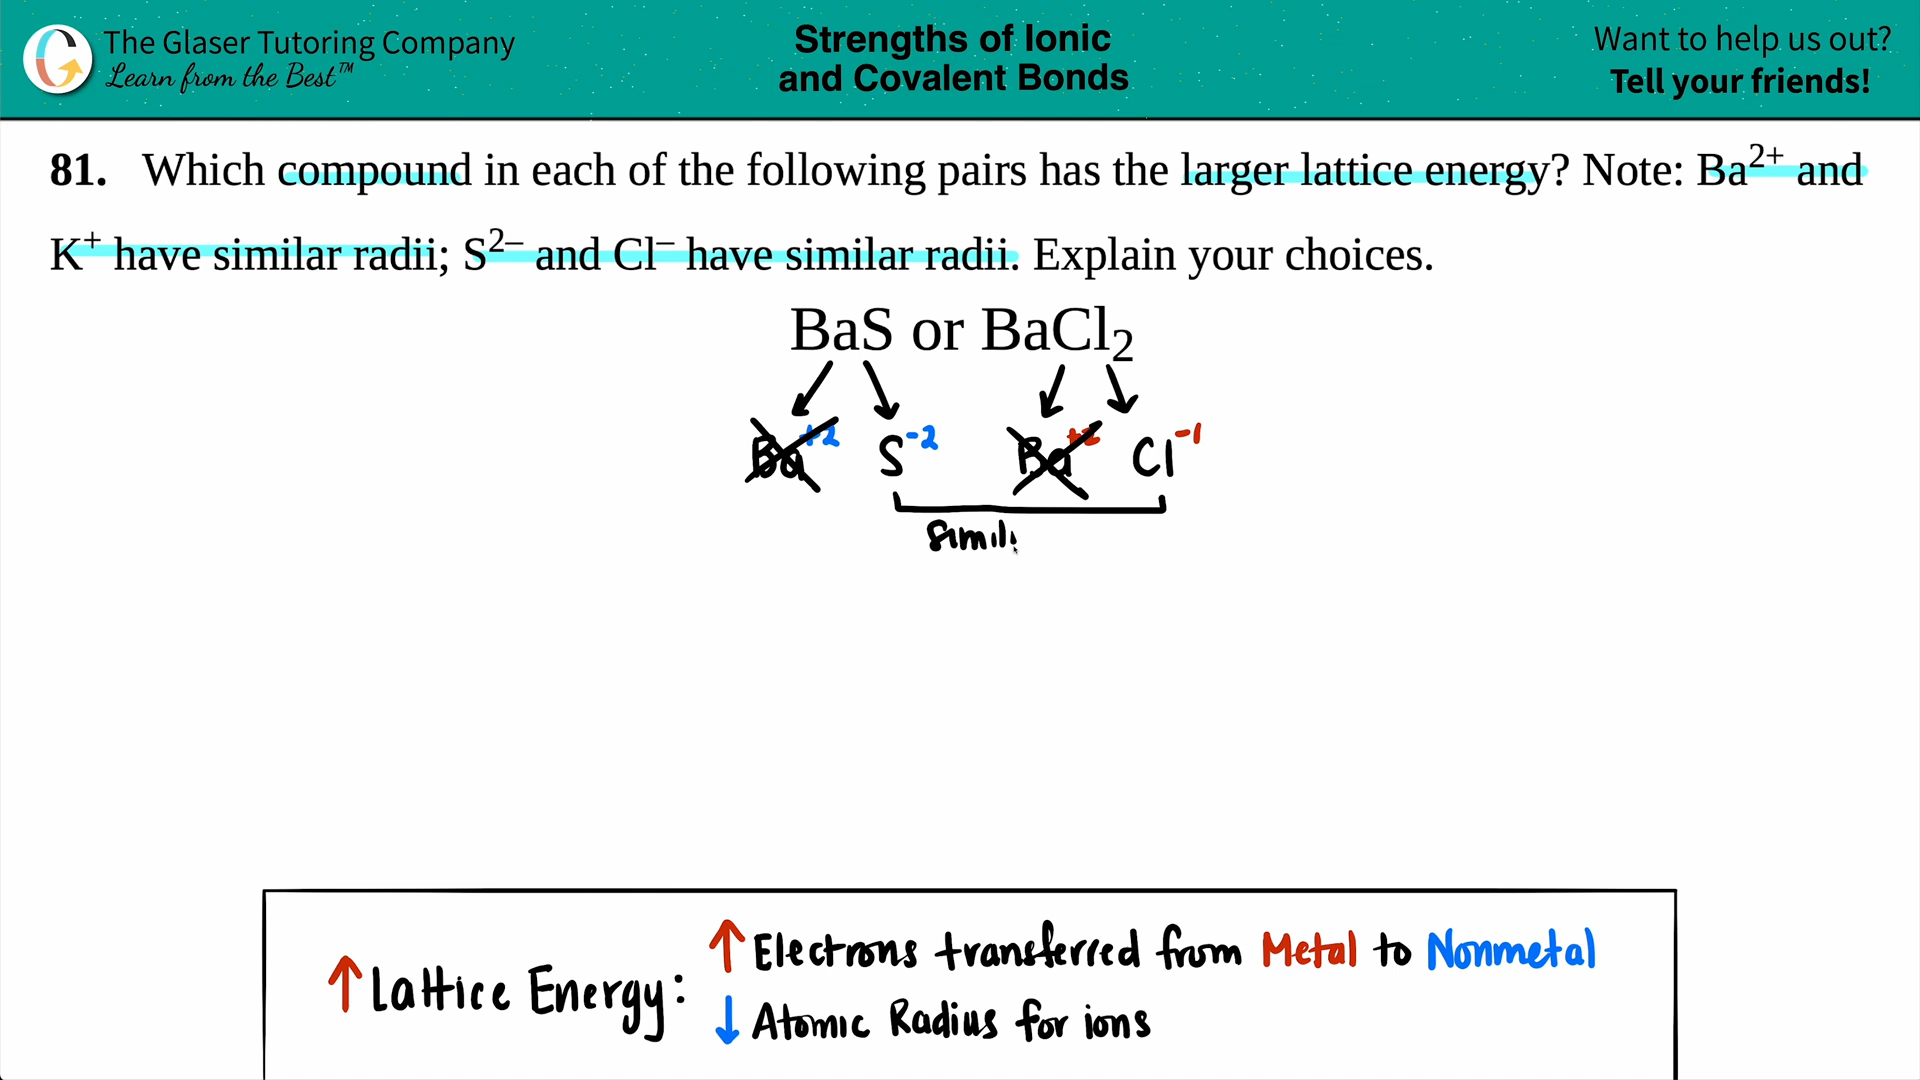 The Glaser Tutoring Company
Learn from the Best™
Strengths of Ionic
and Covalent Bonds
Want to help us out?
Tell your friends!
81. Which compound in each of the following pairs has the larger lattice energy? Note: Ba²⁺ and
K⁺ have similar radii; S²⁻ and Cl⁻ have similar radii. Explain your choices.
BaS or BaCl₂
Ba⁺² S⁻² Ba⁺² Cl⁻¹
Simili
↑ Electrons transferred from Metal to Nonmetal
↑ Lattice Energy:
↓ Atomic Radius for ions